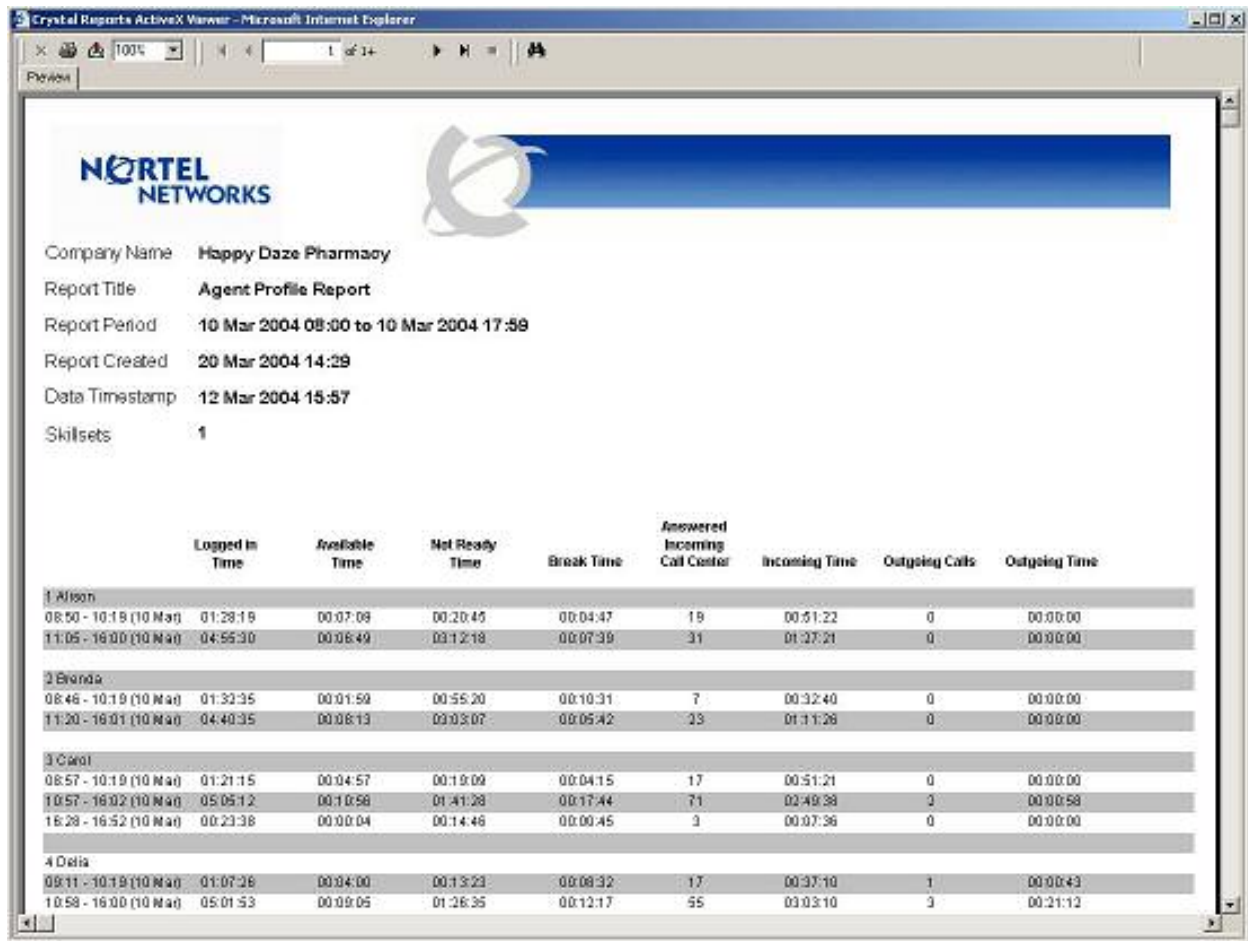 Crystal Reports ActiveX Viewer - Microsoft Internet Explorer
100% 1 of 1+
Preview
NORTEL
NETWORKS
Company Name Happy Daze Pharmacy
Report Title Agent Profile Report
Report Period 10 Mar 2004 08:00 to 10 Mar 2004 17:59
Report Created 20 Mar 2004 14:29
Data Timestamp 12 Mar 2004 15:57
Skillsets 1
Logged in Time Available Time Not Ready Time Break Time Answered Incoming Call Center Incoming Time Outgoing Calls Outgoing Time
1 Alison
08:50 - 10:19 (10 Mar) 01:28:19 00:07:09 00:20:45 00:04:47 19 00:51:22 0 00:00:00
11:05 - 16:00 (10 Mar) 04:55:30 00:06:49 03:12:18 00:07:39 31 01:27:21 0 00:00:00
2 Brenda
08:46 - 10:19 (10 Mar) 01:32:35 00:01:59 00:55:20 00:10:31 7 00:32:40 0 00:00:00
11:20 - 16:01 (10 Mar) 04:40:35 00:08:13 03:03:07 00:05:42 23 01:11:26 0 00:00:00
3 Carol
08:57 - 10:19 (10 Mar) 01:21:15 00:04:57 00:19:09 00:04:15 17 00:51:21 0 00:00:00
10:57 - 16:02 (10 Mar) 05:05:12 00:10:58 01:41:28 00:17:44 71 02:49:38 3 00:00:58
16:28 - 16:52 (10 Mar) 00:23:38 00:00:04 00:14:46 00:00:45 3 00:07:36 0 00:00:00
4 Delia
09:11 - 10:19 (10 Mar) 01:07:26 00:04:00 00:13:23 00:08:32 17 00:37:10 1 00:00:43
10:58 - 16:00 (10 Mar) 05:01:53 00:09:05 01:26:35 00:12:17 55 03:03:10 3 00:21:12